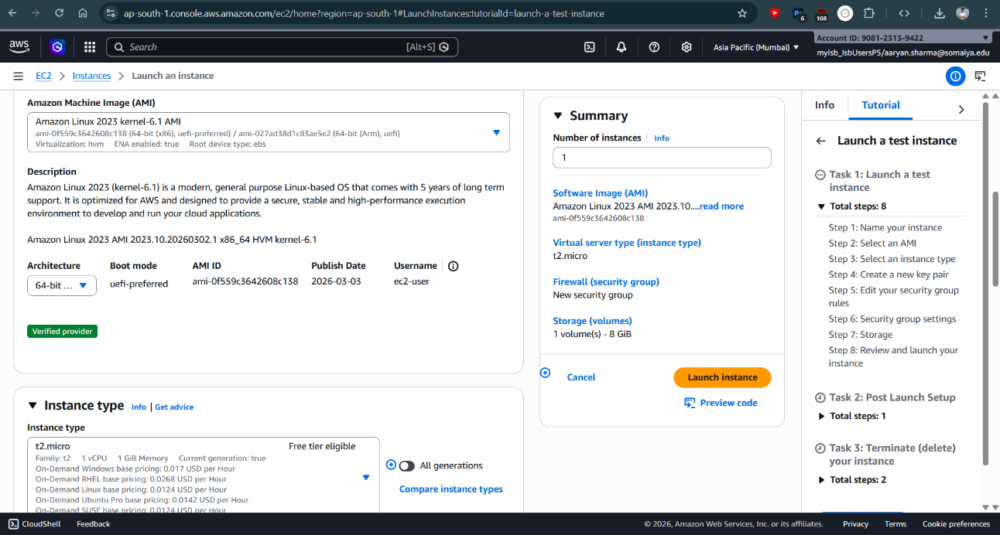 ap-south-1.console.aws.amazon.com/ec2/home?region=ap-south-1#LaunchInstances:tutorialId=launch-a-test-instance
6
108
aws
Search
[Alt+S]
Asia Pacific (Mumbai)
Account ID: 9081-2313-9422
myisb_IsbUsersPS/aaryan.sharma@somaiya.edu
EC2 > Instances > Launch an instance
Amazon Machine Image (AMI)
Amazon Linux 2023 kernel-6.1 AMI
ami-0f559c3642608c138 (64-bit (x86), uefi-preferred) / ami-027ad38d1c83ae5e2 (64-bit (Arm), uefi)
Virtualization: hvm ENA enabled: true Root device type: ebs
Description
Amazon Linux 2023 (kernel-6.1) is a modern, general purpose Linux-based OS that comes with 5 years of long term
support. It is optimized for AWS and designed to provide a secure, stable and high-performance execution
environment to develop and run your cloud applications.
Amazon Linux 2023 AMI 2023.10.20260302.1 x86_64 HVM kernel-6.1
Architecture Boot mode AMI ID Publish Date Username
64-bit ... uefi-preferred ami-0f559c3642608c138 2026-03-03 ec2-user
Verified provider
Instance type Info | Get advice
Instance type
t2.micro Free tier eligible
Family: t2 1 vCPU 1 GiB Memory Current generation: true
On-Demand Windows base pricing: 0.017 USD per Hour
On-Demand RHEL base pricing: 0.0268 USD per Hour
On-Demand Linux base pricing: 0.0124 USD per Hour
On-Demand Ubuntu Pro base pricing: 0.0142 USD per Hour
On-Demand SUSE base pricing: 0.0124 USD per Hour
All generations
Compare instance types
Summary
Number of instances Info
1
Software Image (AMI)
Amazon Linux 2023 AMI 2023.10....read more
ami-0f559c3642608c138
Virtual server type (instance type)
t2.micro
Firewall (security group)
New security group
Storage (volumes)
1 volume(s) - 8 GiB
Cancel
Launch instance
Preview code
Info Tutorial
Launch a test instance
Task 1: Launch a test
instance
Total steps: 8
Step 1: Name your instance
Step 2: Select an AMI
Step 3: Select an instance type
Step 4: Create a new key pair
Step 5: Edit your security group
rules
Step 6: Security group settings
Step 7: Storage
Step 8: Review and launch your
instance
Task 2: Post Launch Setup
Total steps: 1
Task 3: Terminate (delete)
your instance
Total steps: 2
CloudShell Feedback
© 2026, Amazon Web Services, Inc. or its affiliates. Privacy Terms Cookie preferences